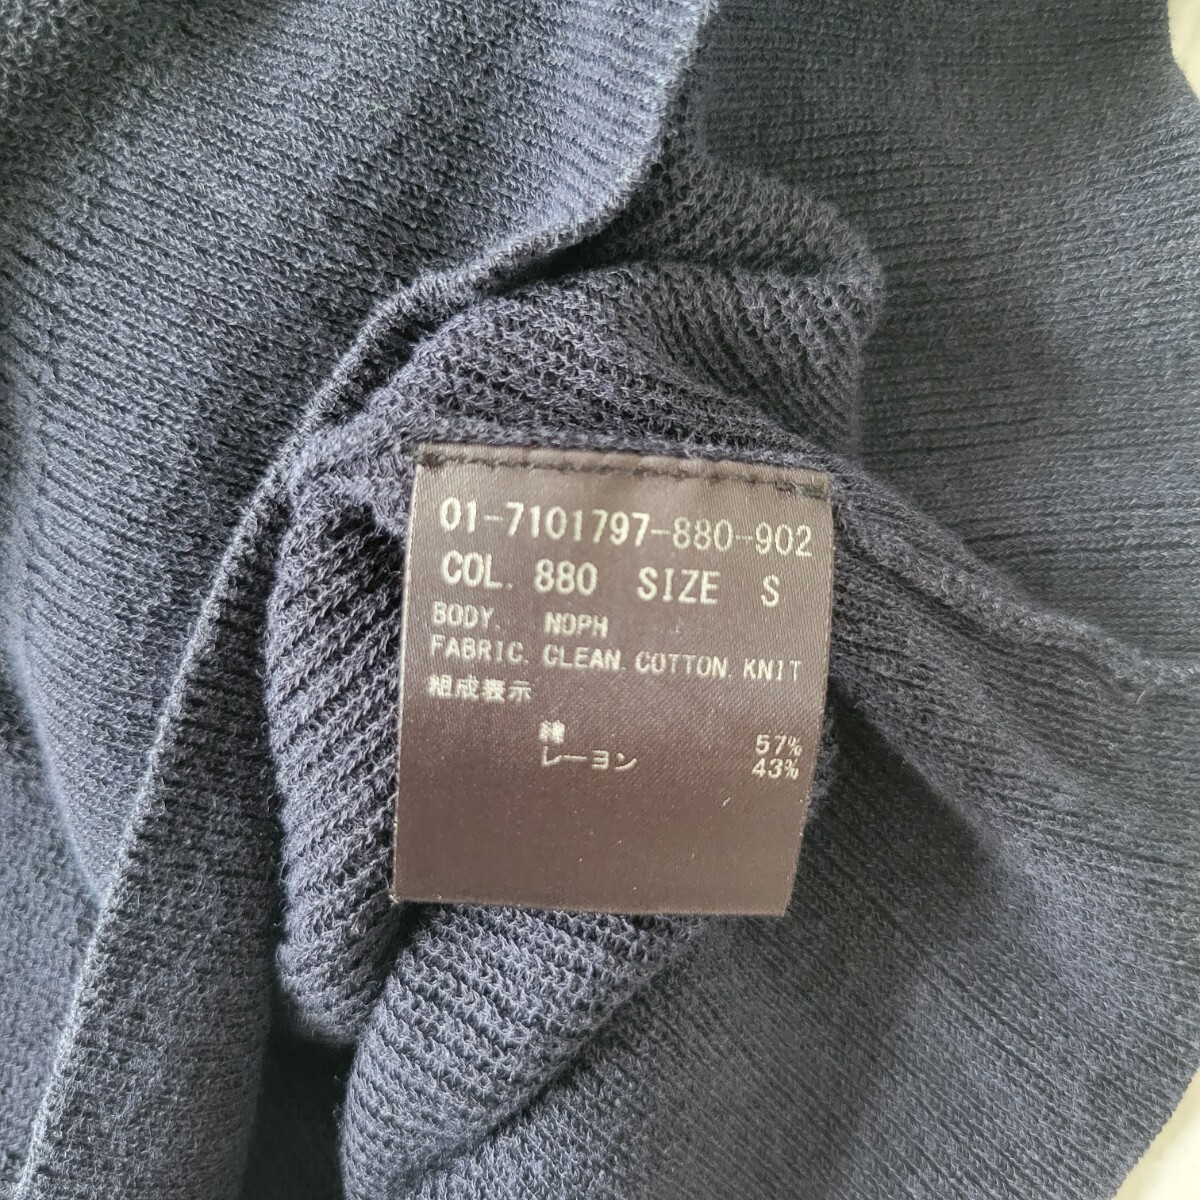 01-7101797-880-902
COL. 880 SIZE S
BODY. NOPH
FABRIC. CLEAN. COTTON. KNIT
組成表示
綿 57%
レーヨン 43%